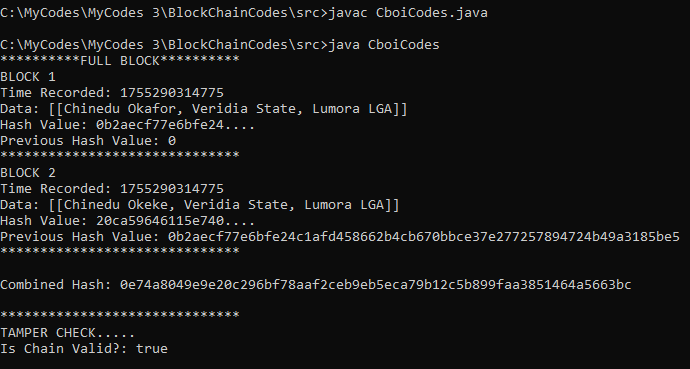 C:\MyCodes\MyCodes 3\BlockChainCodes\src>javac CboiCodes.java
C:\MyCodes\MyCodes 3\BlockChainCodes\src>java CboiCodes
**********FULL BLOCK**********
BLOCK 1
Time Recorded: 1755290314775
Data: [[Chinedu Okafor, Veridia State, Lumora LGA]]
Hash Value: 0b2aecf77e6bfe24....
Previous Hash Value: 0
******************************
BLOCK 2
Time Recorded: 1755290314775
Data: [[Chinedu Okeke, Veridia State, Lumora LGA]]
Hash Value: 20ca59646115e740....
Previous Hash Value: 0b2aecf77e6bfe24c1afd458662b4cb670bbce37e277257894724b49a3185be5
******************************
Combined Hash: 0e74a8049e9e20c296bf78aaf2ceb9eb5eca79b12c5b899faa3851464a5663bc
******************************
TAMPER CHECK.....
Is Chain Valid?: true